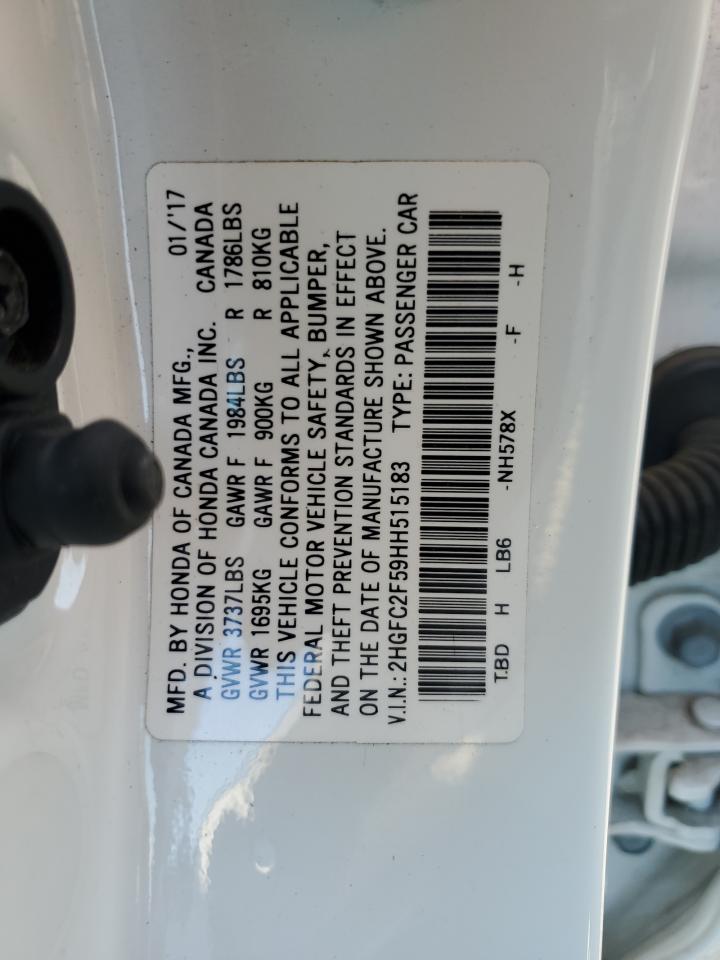 MFD. BY HONDA OF CANADA MFG., 01/'17
A DIVISION OF HONDA CANADA INC. CANADA
GVWR 3737LBS GAWR F 1984LBS R 1786LBS
GVWR 1695KG GAWR F 900KG R 810KG
THIS VEHICLE CONFORMS TO ALL APPLICABLE
FEDERAL MOTOR VEHICLE SAFETY, BUMPER,
AND THEFT PREVENTION STANDARDS IN EFFECT
ON THE DATE OF MANUFACTURE SHOWN ABOVE.
V.I.N.: 2HGFC2F59HH515183 TYPE: PASSENGER CAR
TBD H LB6 -NH578X -F -H